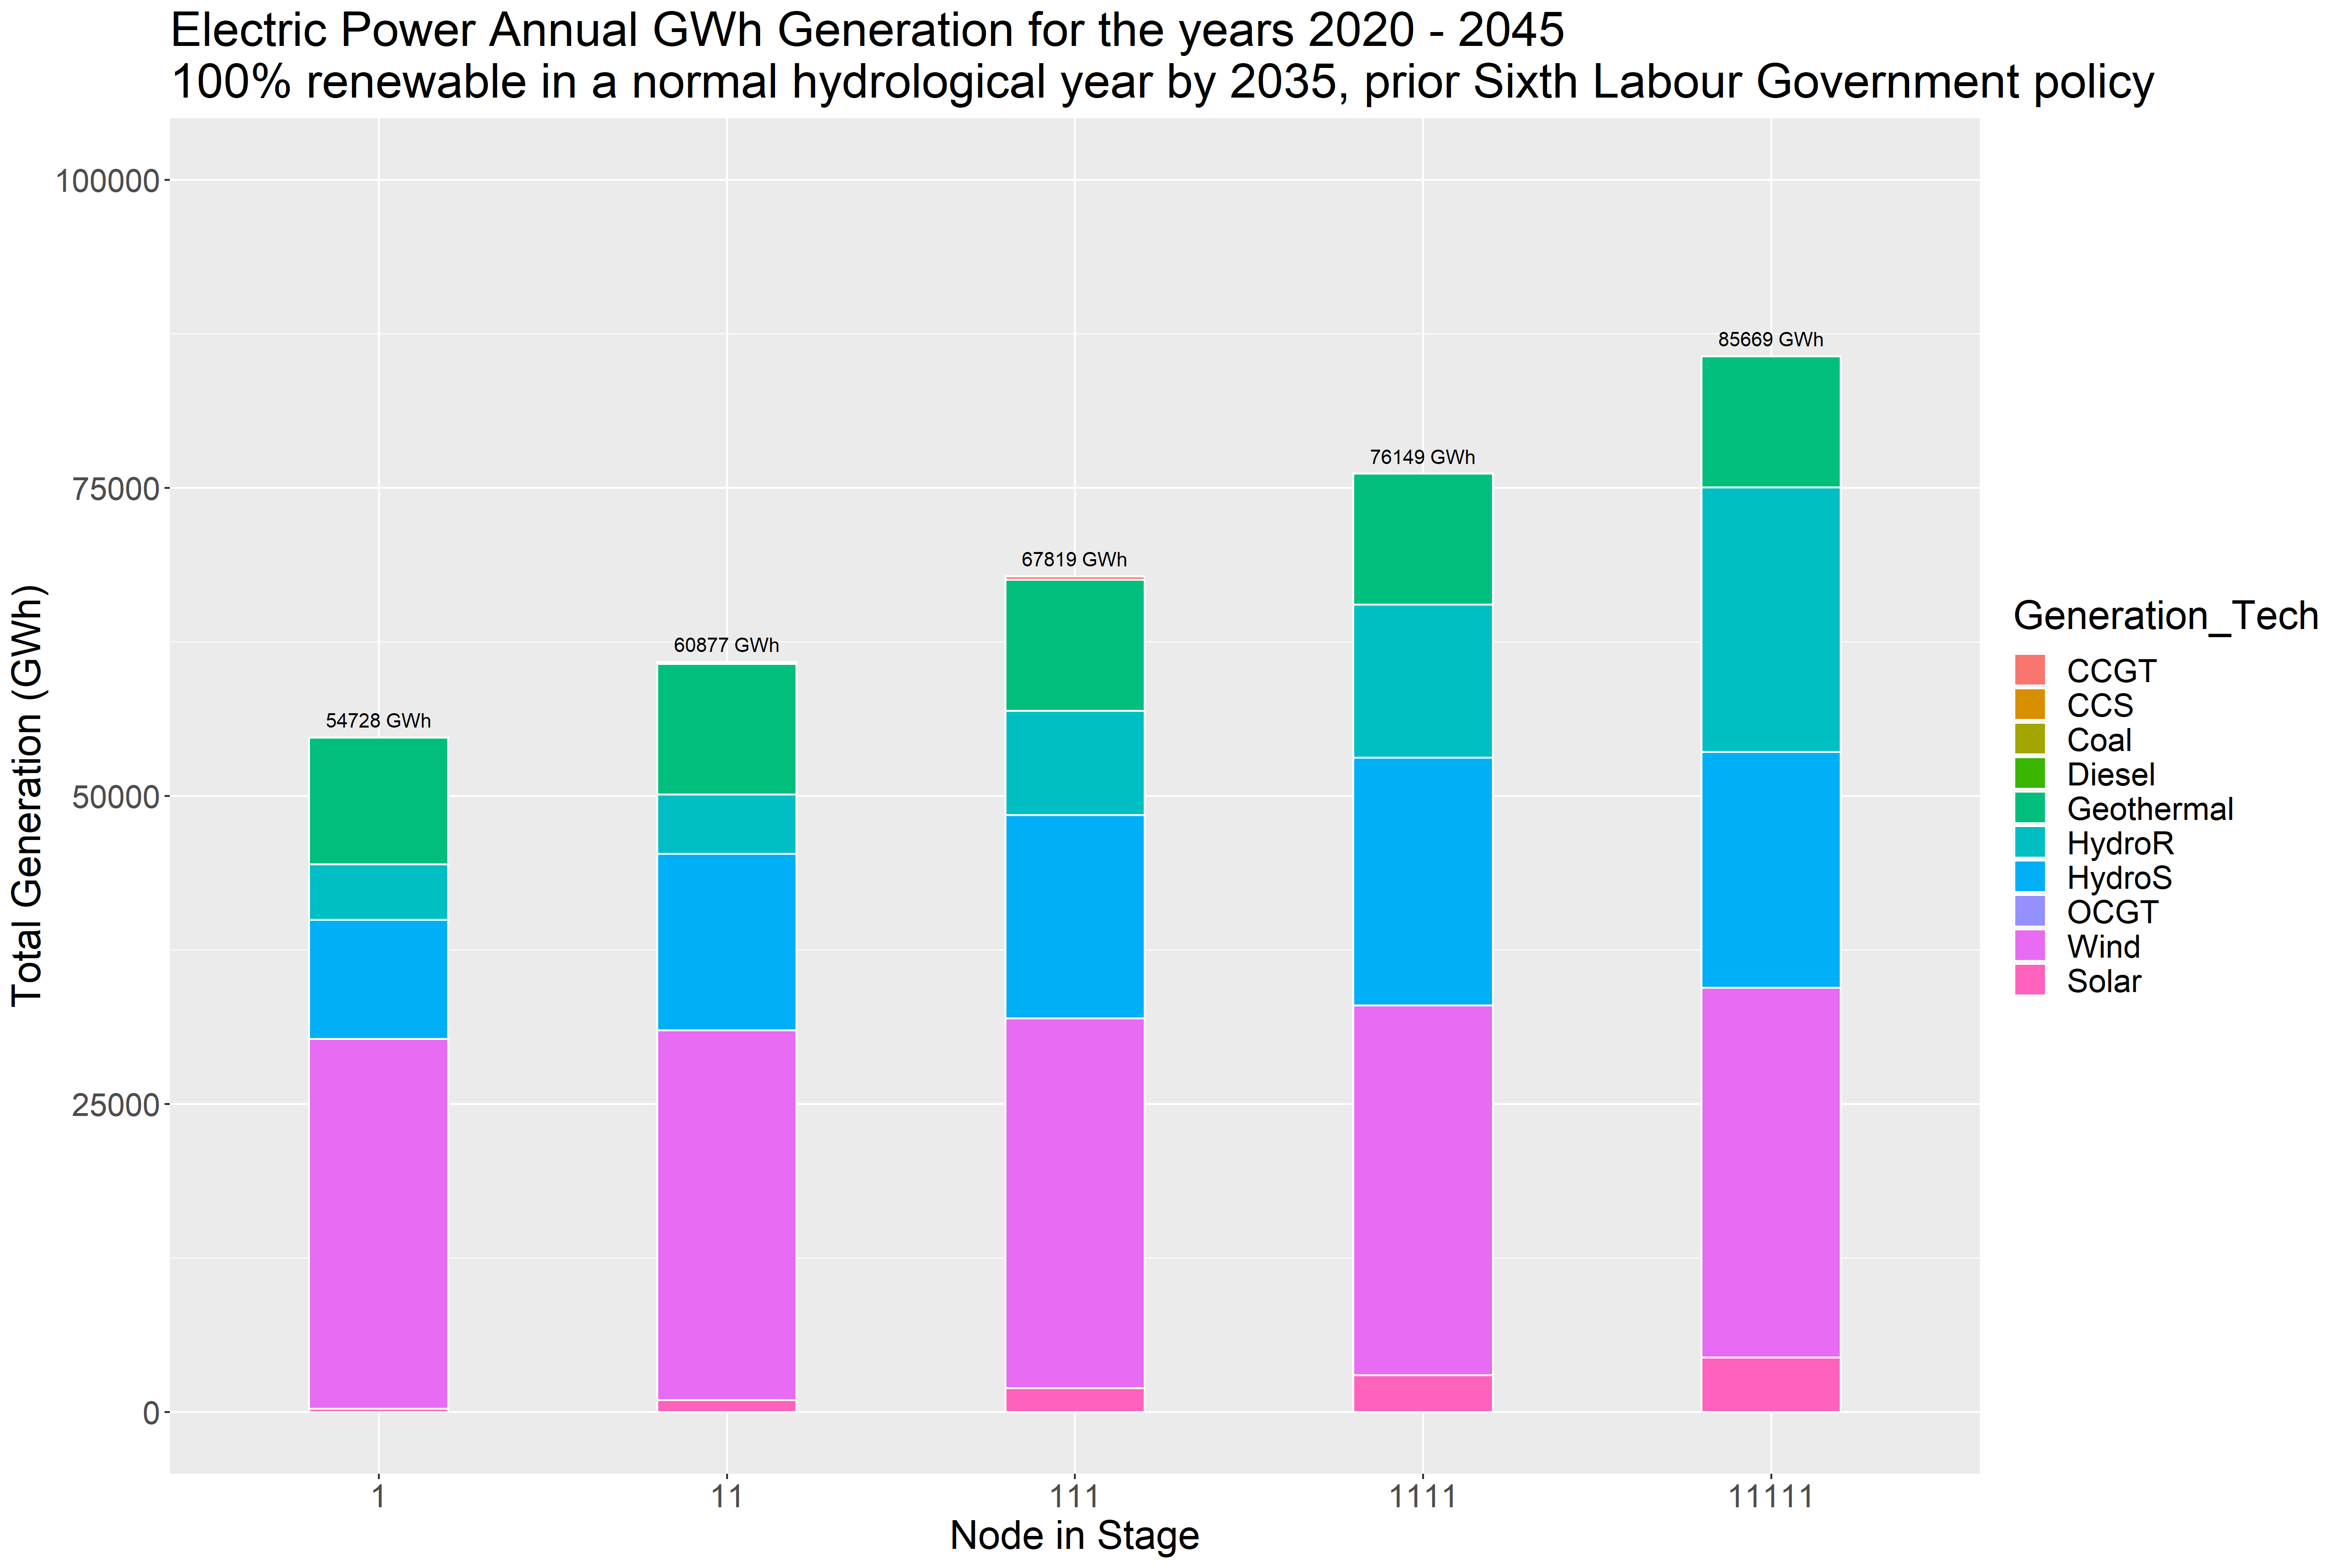 Electric Power Annual GWh Generation for the years 2020 - 2045
100% renewable in a normal hydrological year by 2035, prior Sixth Labour Government policy
Total Generation (GWh)
100000
75000
50000
25000
0
54728 GWh
60877 GWh
67819 GWh
76149 GWh
85669 GWh
1
11
111
1111
11111
Node in Stage
Generation_Tech
CCGT
CCS
Coal
Diesel
Geothermal
HydroR
HydroS
OCGT
Wind
Solar